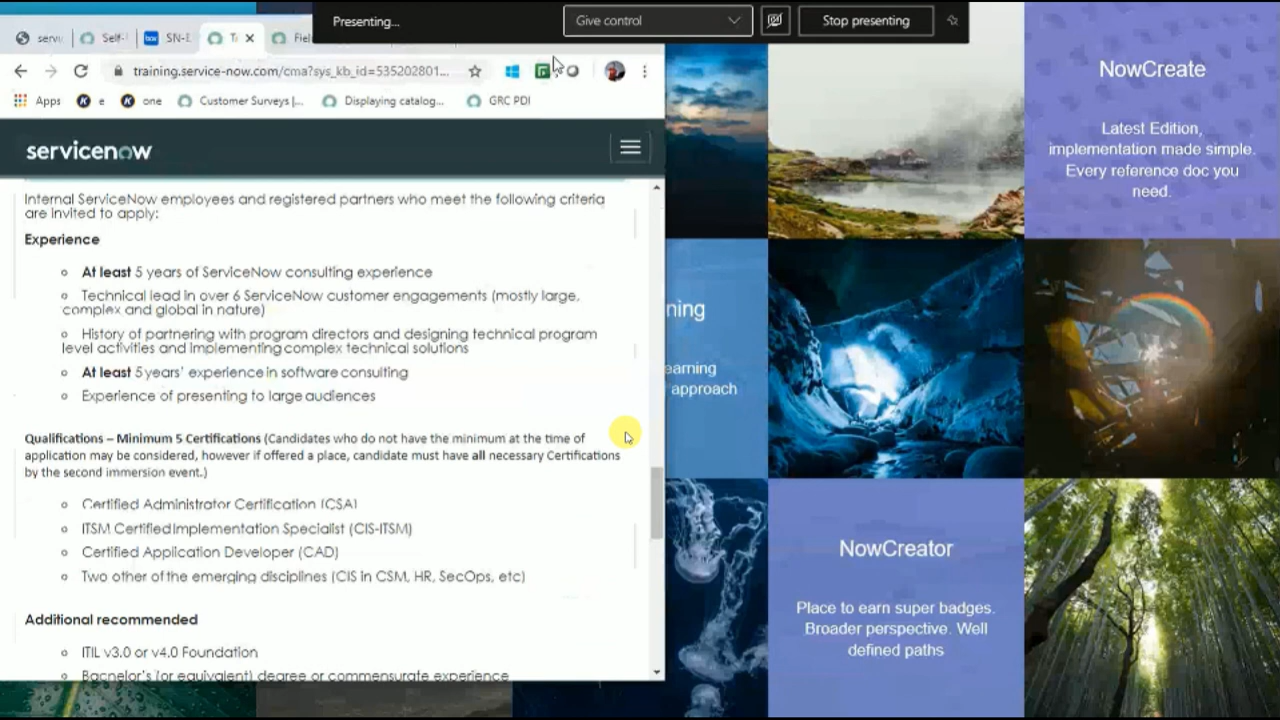 Presenting...
Give control
Stop presenting
servi
Self-
box
SN-
T
Fiel
training.service-now.com/cma?sys_kb_id=535202801...
Apps
e
one
Customer Surveys |...
Displaying catalog...
GRC PDI
servicenow
Internal ServiceNow employees and registered partners who meet the following criteria
are invited to apply:
Experience
At least 5 years of ServiceNow consulting experience
Technical lead in over 6 ServiceNow customer engagements (mostly large,
complex and global in nature)
History of partnering with program directors and designing technical program
level activities and implementing complex technical solutions
At least 5 years' experience in software consulting
Experience of presenting to large audiences
Qualifications – Minimum 5 Certifications (Candidates who do not have the minimum at the time of
application may be considered, however if offered a place, candidate must have all necessary Certifications
by the second immersion event.)
Certified Administrator Certification (CSA)
ITSM Certified Implementation Specialist (CIS-ITSM)
Certified Application Developer (CAD)
Two other of the emerging disciplines (CIS in CSM, HR, SecOps, etc)
Additional recommended
ITIL v3.0 or v4.0 Foundation
Bachelor's (or equivalent) degree or commensurate experience
ning
earning
approach
NowCreate
Latest Edition,
implementation made simple.
Every reference doc you
need.
NowCreator
Place to earn super badges.
Broader perspective. Well
defined paths